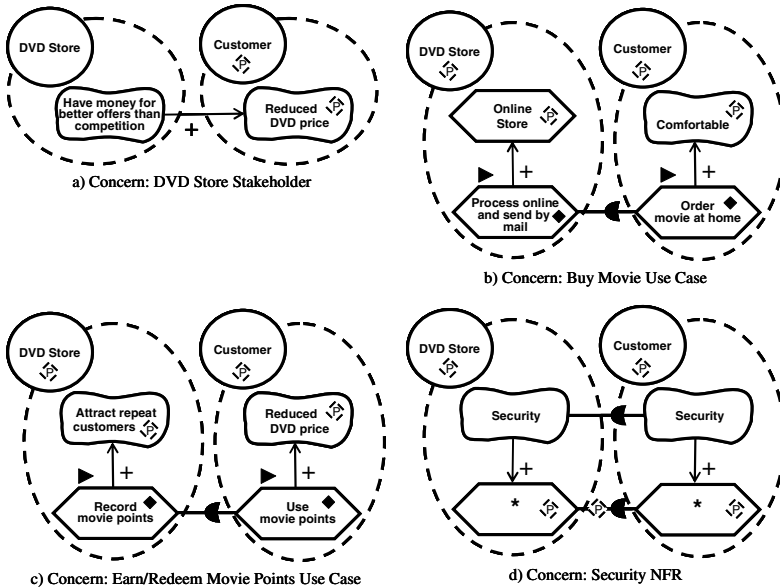 DVD Store
Customer
P
Have money for
better offers than
competition
Reduced
DVD price
P
+
a) Concern: DVD Store Stakeholder
DVD Store
P
Customer
P
Online
Store
P
Comfortable
P
+
+
Process online
and send by
mail
Order
movie at home
b) Concern: Buy Movie Use Case
DVD Store
P
Customer
P
Attract repeat
customers
P
Reduced
DVD price
P
+
+
Record
movie points
Use
movie points
c) Concern: Earn/Redeem Movie Points Use Case
DVD Store
P
Customer
P
Security
Security
+
+
*
P
P
*
P
d) Concern: Security NFR